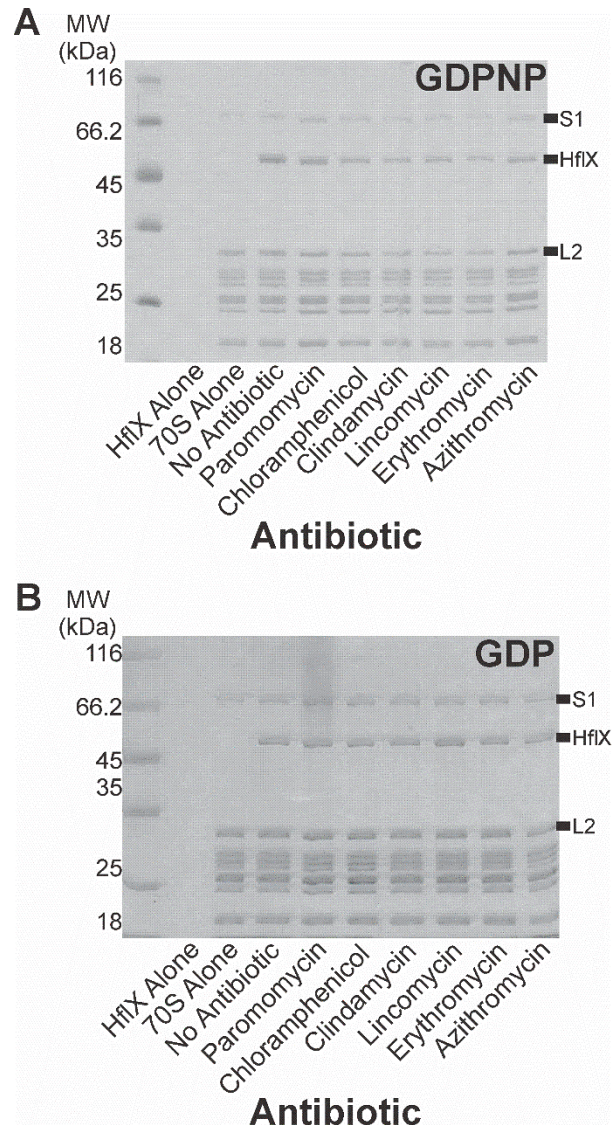 A
MW
(kDa)
GDPNP
116
66.2
45
35
25
18
S1
HflX
L2
HflX Alone
70S Alone
No Antibiotic
Paromomycin
Chloramphenicol
Clindamycin
Lincomycin
Erythromycin
Azithromycin
Antibiotic
B
MW
(kDa)
GDP
116
66.2
45
35
25
18
S1
HflX
L2
HflX Alone
70S Alone
No Antibiotic
Paromomycin
Chloramphenicol
Clindamycin
Lincomycin
Erythromycin
Azithromycin
Antibiotic